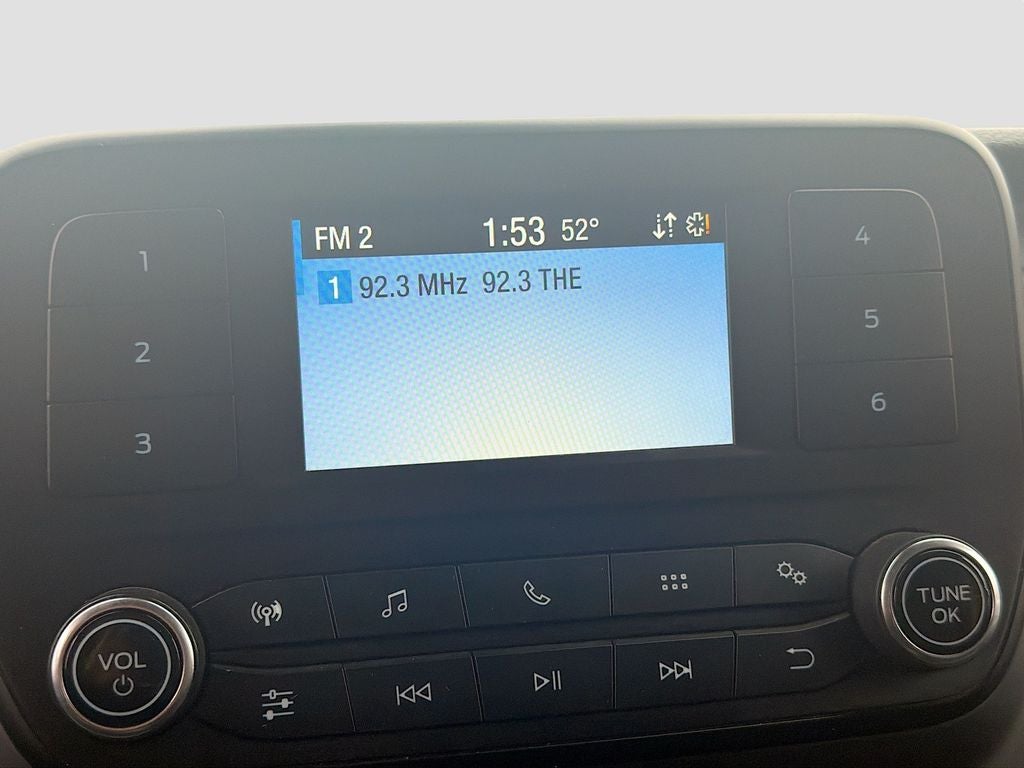 FM 2 1:53 52°
1 92.3 MHz 92.3 THE
1
2
3
4
5
6
VOL
TUNE
OK